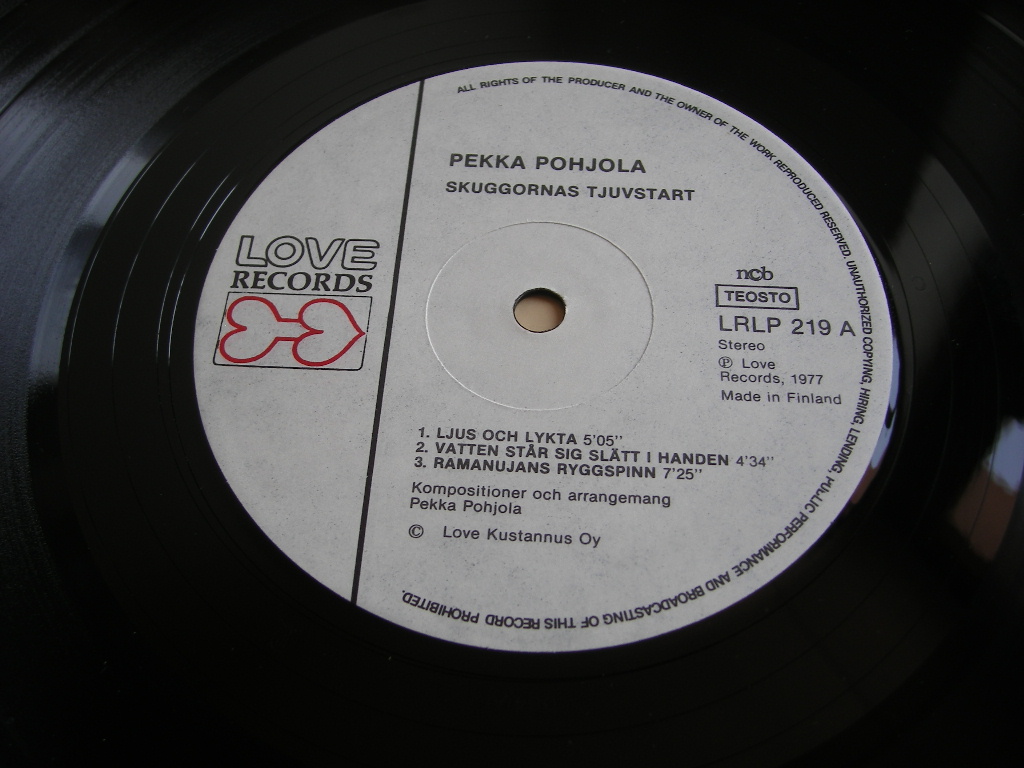 ALL RIGHTS OF THE PRODUCER AND THE OWNER OF THE WORK REPRODUCED RESERVED. UNAUTHORIZED COPYING, HIRING, LENDING, PUBLIC PERFORMANCE AND BROADCASTING OF THIS RECORD PROHIBITED.
PEKKA POHJOLA
SKUGGORNAS TJUVSTART
LOVE
RECORDS
ncb
TEOSTO
LRLP 219 A
Stereo
℗ Love
Records, 1977
Made in Finland
1. LJUS OCH LYKTA 5'05''
2. VATTEN STÅR SIG SLÄTT I HANDEN 4'34''
3. RAMANUJANS RYGGSPINN 7'25''
Kompositioner och arrangemang
Pekka Pohjola
© Love Kustannus Oy